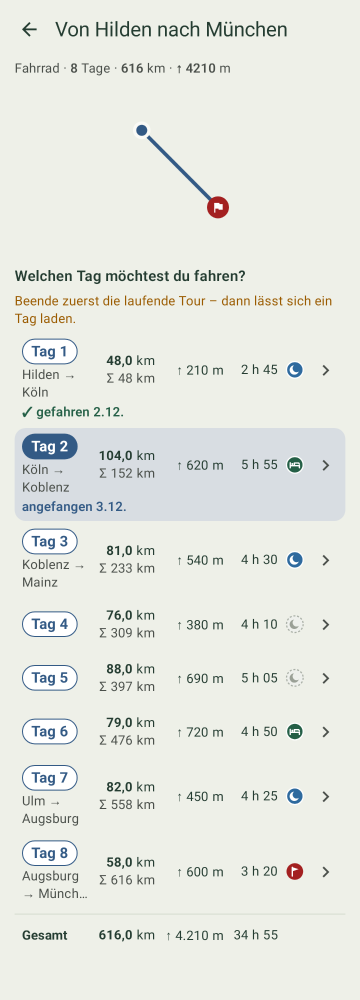 Von Hilden nach München
Fahrrad · 8 Tage · 616 km · ↑ 4210 m
Welchen Tag möchtest du fahren?
Beende zuerst die laufende Tour – dann lässt sich ein
Tag laden.
Tag 1
48,0 km
Σ 48 km
↑ 210 m
2 h 45
Hilden →
Köln
✓ gefahren 2.12.
Tag 2
104,0 km
Σ 152 km
↑ 620 m
5 h 55
Köln →
Koblenz
angefangen 3.12.
Tag 3
81,0 km
Σ 233 km
↑ 540 m
4 h 30
Koblenz →
Mainz
Tag 4
76,0 km
Σ 309 km
↑ 380 m
4 h 10
Tag 5
88,0 km
Σ 397 km
↑ 690 m
5 h 05
Tag 6
79,0 km
Σ 476 km
↑ 720 m
4 h 50
Tag 7
82,0 km
Σ 558 km
↑ 450 m
4 h 25
Ulm →
Augsburg
Tag 8
58,0 km
Σ 616 km
↑ 600 m
3 h 20
Augsburg
→ Münch…
Gesamt 616,0 km ↑ 4.210 m 34 h 55